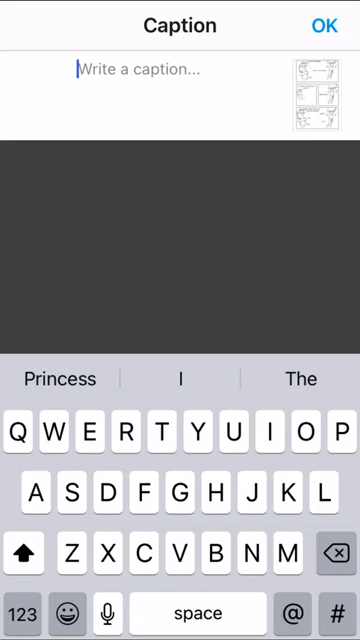 Caption
OK
Write a caption...
Princess
I
The
Q W E R T Y U I O P
A S D F G H J K L
Z X C V B N M
123
space
@
#